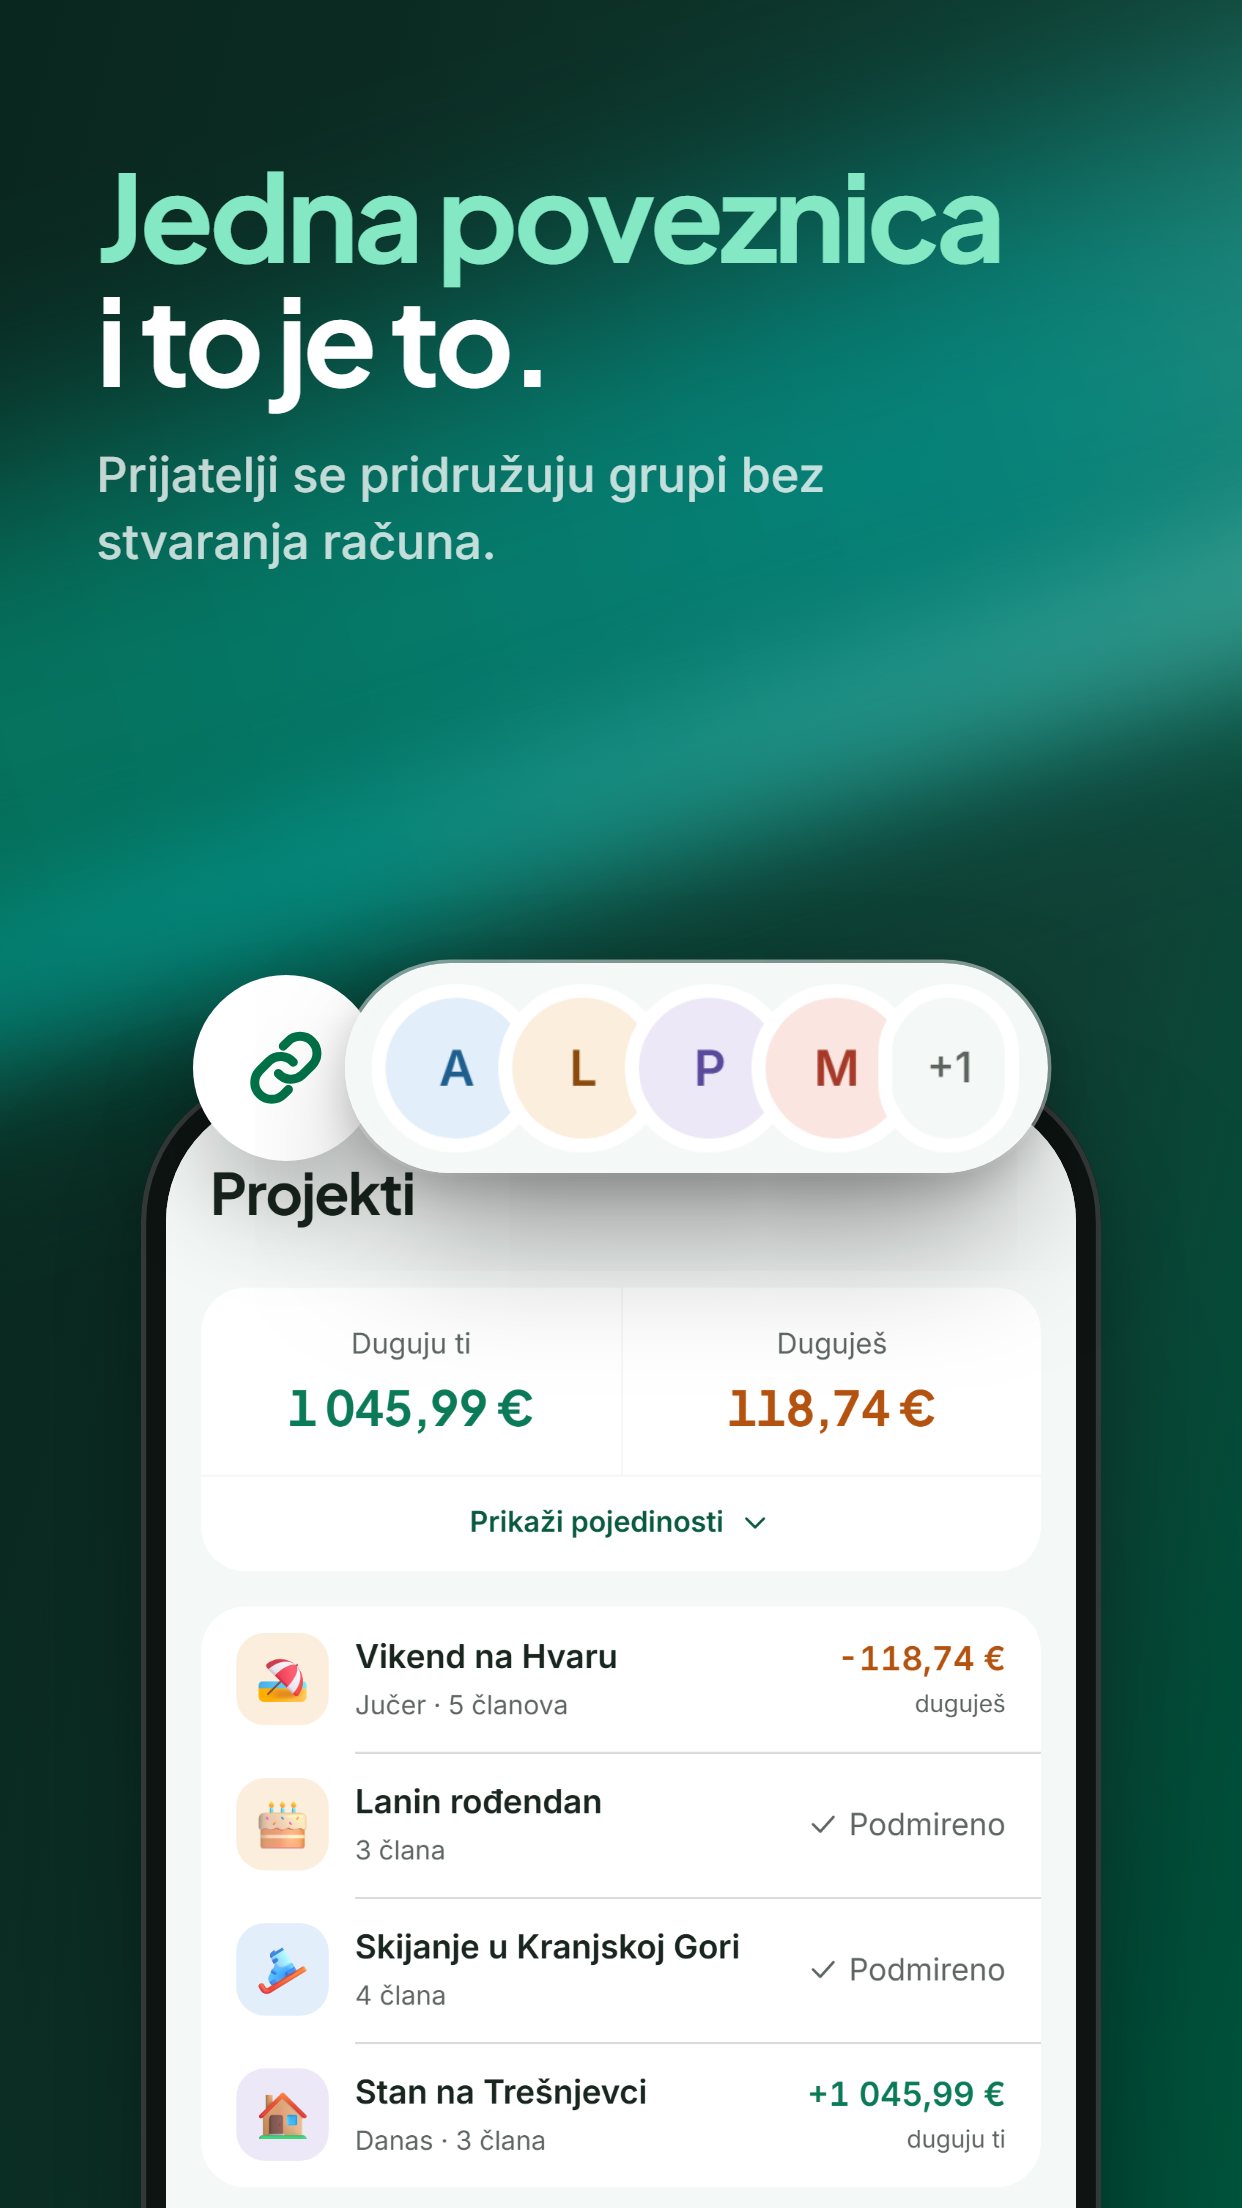 Jedna poveznica
i to je to.
Prijatelji se pridružuju grupi bez
stvaranja računa.
A L P M +1
Projekti
Duguju ti
1 045,99 €
Duguješ
118,74 €
Prikaži pojedinosti
Vikend na Hvaru
Jučer · 5 članova
-118,74 €
duguješ
Lanin rođendan
3 člana
Podmireno
Skijanje u Kranjskoj Gori
4 člana
Podmireno
Stan na Trešnjevci
Danas · 3 člana
+1 045,99 €
duguju ti